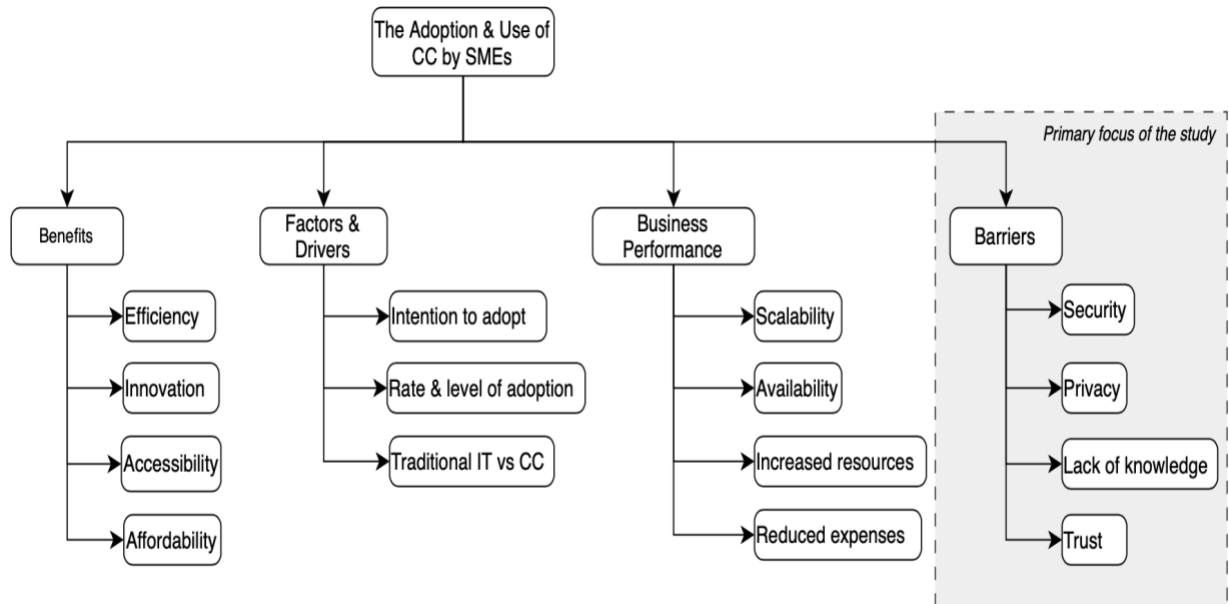 The Adoption & Use of
CC by SMEs
Primary focus of the study
Benefits
Factors &
Drivers
Business
Performance
Barriers
Efficiency
Innovation
Accessibility
Affordability
Intention to adopt
Rate & level of adoption
Traditional IT vs CC
Scalability
Availability
Increased resources
Reduced expenses
Security
Privacy
Lack of knowledge
Trust